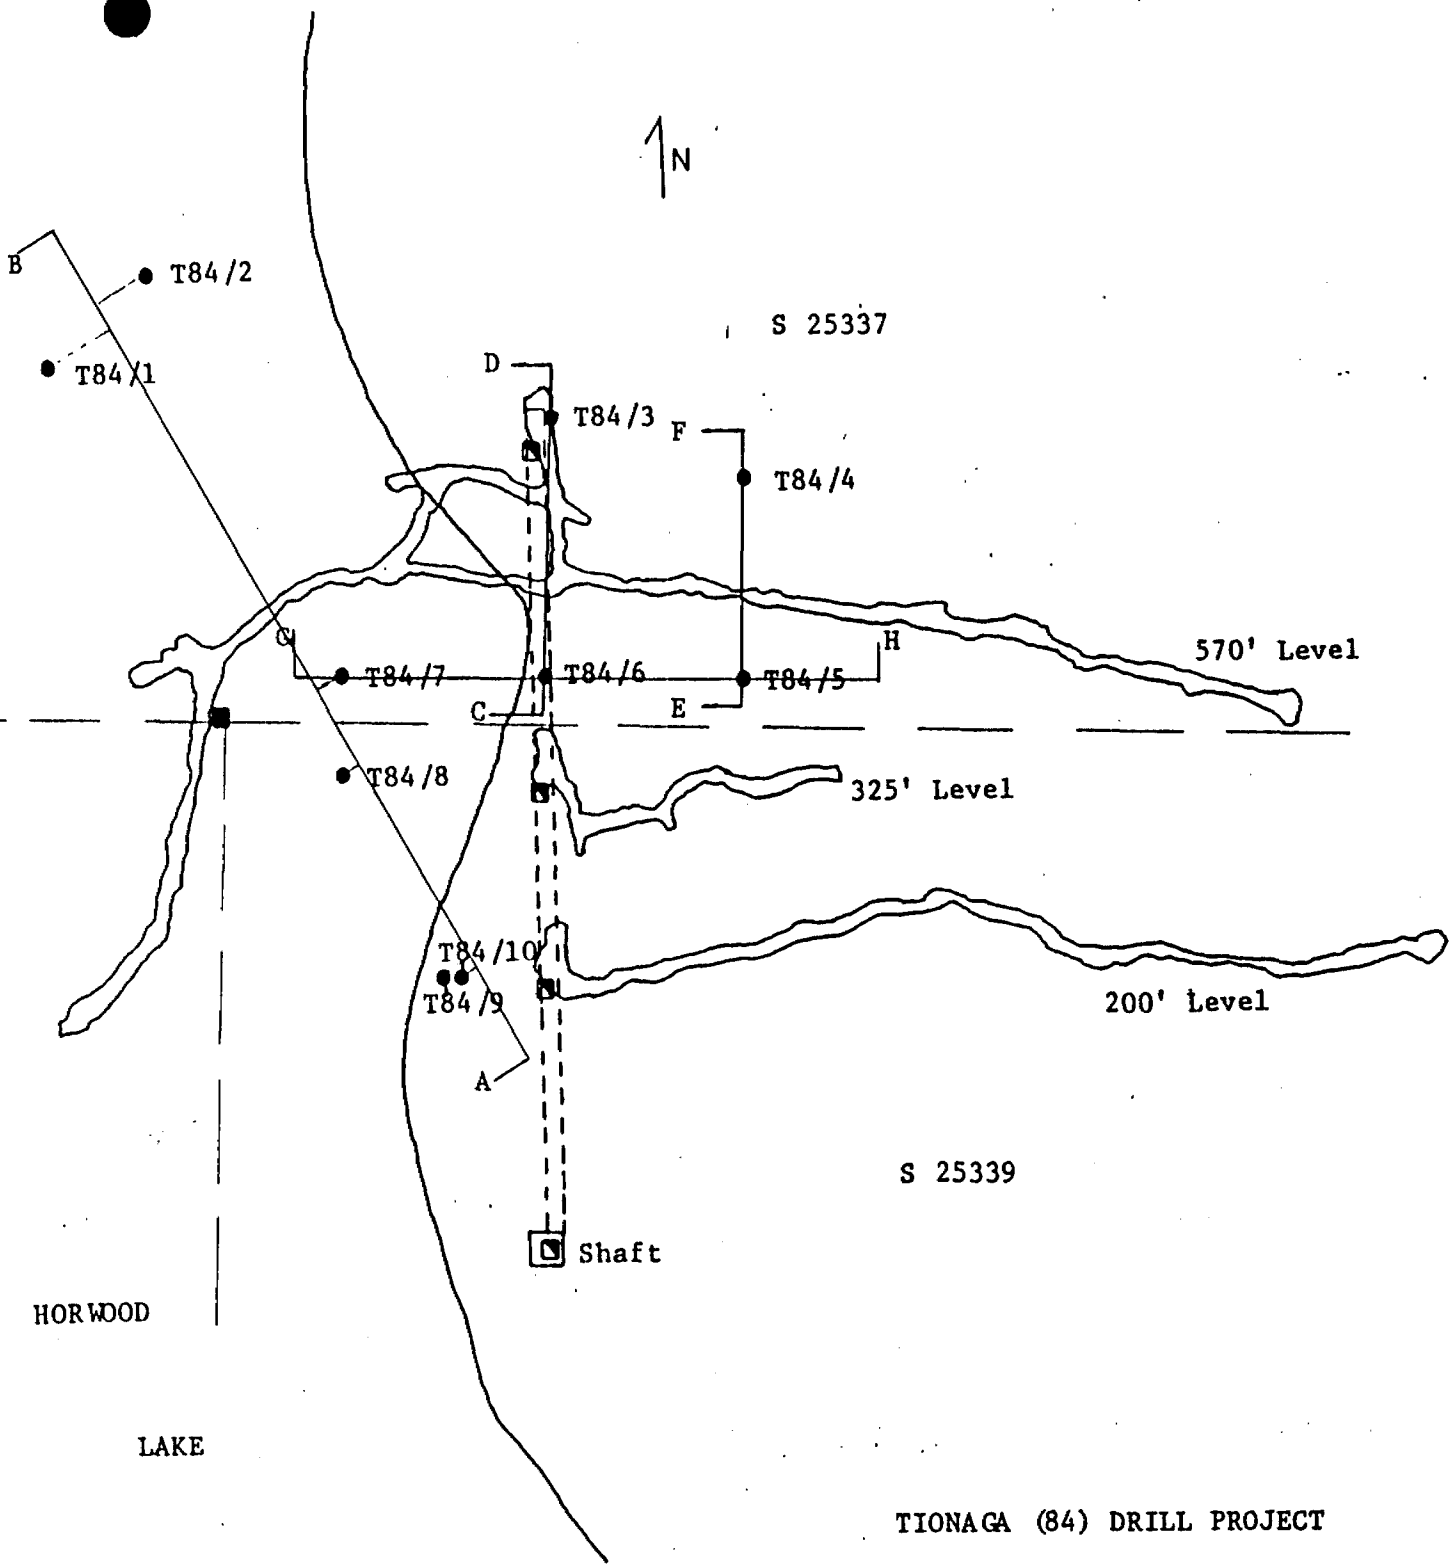 N
B
T84/2
T84/1
S 25337
D
T84/3
F
T84/4
G
H
570' Level
T84/7
T84/6
T84/5
C
E
T84/8
325' Level
T84/10
T84/9
200' Level
A
S 25339
Shaft
HORWOOD
LAKE
TIONAGA (84) DRILL PROJECT